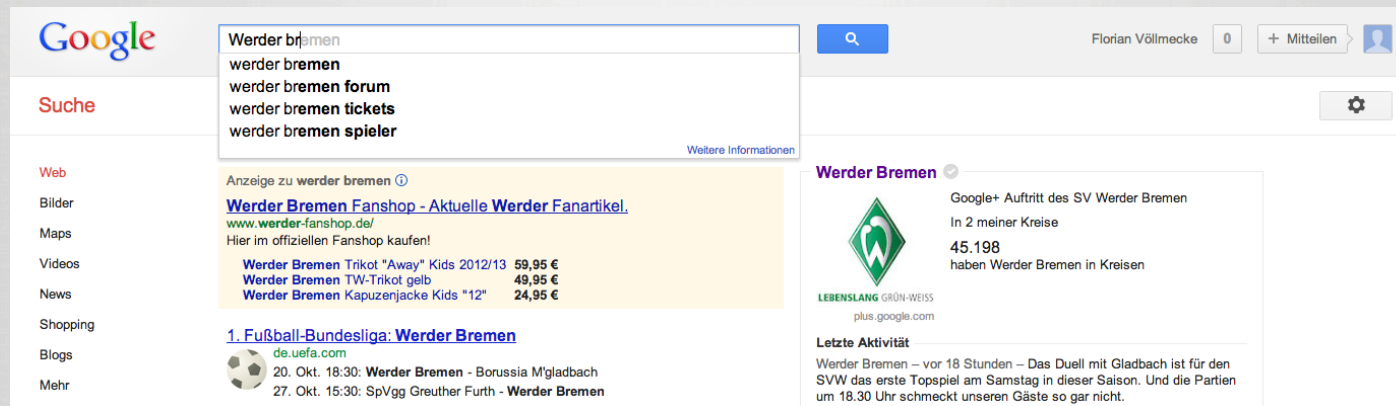 Google
Werder bremen
Florian Völlmecke
0
+ Mitteilen
werder bremen
werder bremen forum
werder bremen tickets
werder bremen spieler
Weitere Informationen
Suche
Web
Bilder
Maps
Videos
News
Shopping
Blogs
Mehr
Anzeige zu werder bremen
Werder Bremen Fanshop - Aktuelle Werder Fanartikel.
www.werder-fanshop.de/
Hier im offiziellen Fanshop kaufen!
Werder Bremen Trikot "Away" Kids 2012/13 59,95 €
Werder Bremen TW-Trikot gelb 49,95 €
Werder Bremen Kapuzenjacke Kids "12" 24,95 €
1. Fußball-Bundesliga: Werder Bremen
de.uefa.com
20. Okt. 18:30: Werder Bremen - Borussia M'gladbach
27. Okt. 15:30: SpVgg Greuther Furth - Werder Bremen
Werder Bremen
W
LEBENSLANG GRÜN-WEISS
plus.google.com
Google+ Auftritt des SV Werder Bremen
In 2 meiner Kreise
45.198
haben Werder Bremen in Kreisen
Letzte Aktivität
Werder Bremen – vor 18 Stunden – Das Duell mit Gladbach ist für den
SVW das erste Topspiel am Samstag in dieser Saison. Und die Partien
um 18.30 Uhr schmeckt unseren Gäste so gar nicht.